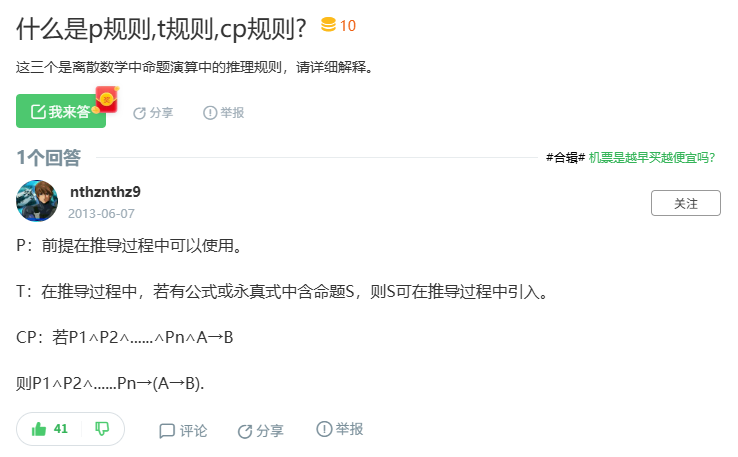 什么是p规则,t规则,cp规则? 10
这三个是离散数学中命题演算中的推理规则，请详细解释。
我来答 分享 举报
1个回答 #合辑# 机票是越早买越便宜吗?
nthznthz9
2013-06-07 关注
P：前提在推导过程中可以使用。
T：在推导过程中，若有公式或永真式中含命题S，则S可在推导过程中引入。
CP：若P1∧P2∧......∧Pn∧A→B
则P1∧P2∧......Pn→(A→B).
41 评论 分享 举报